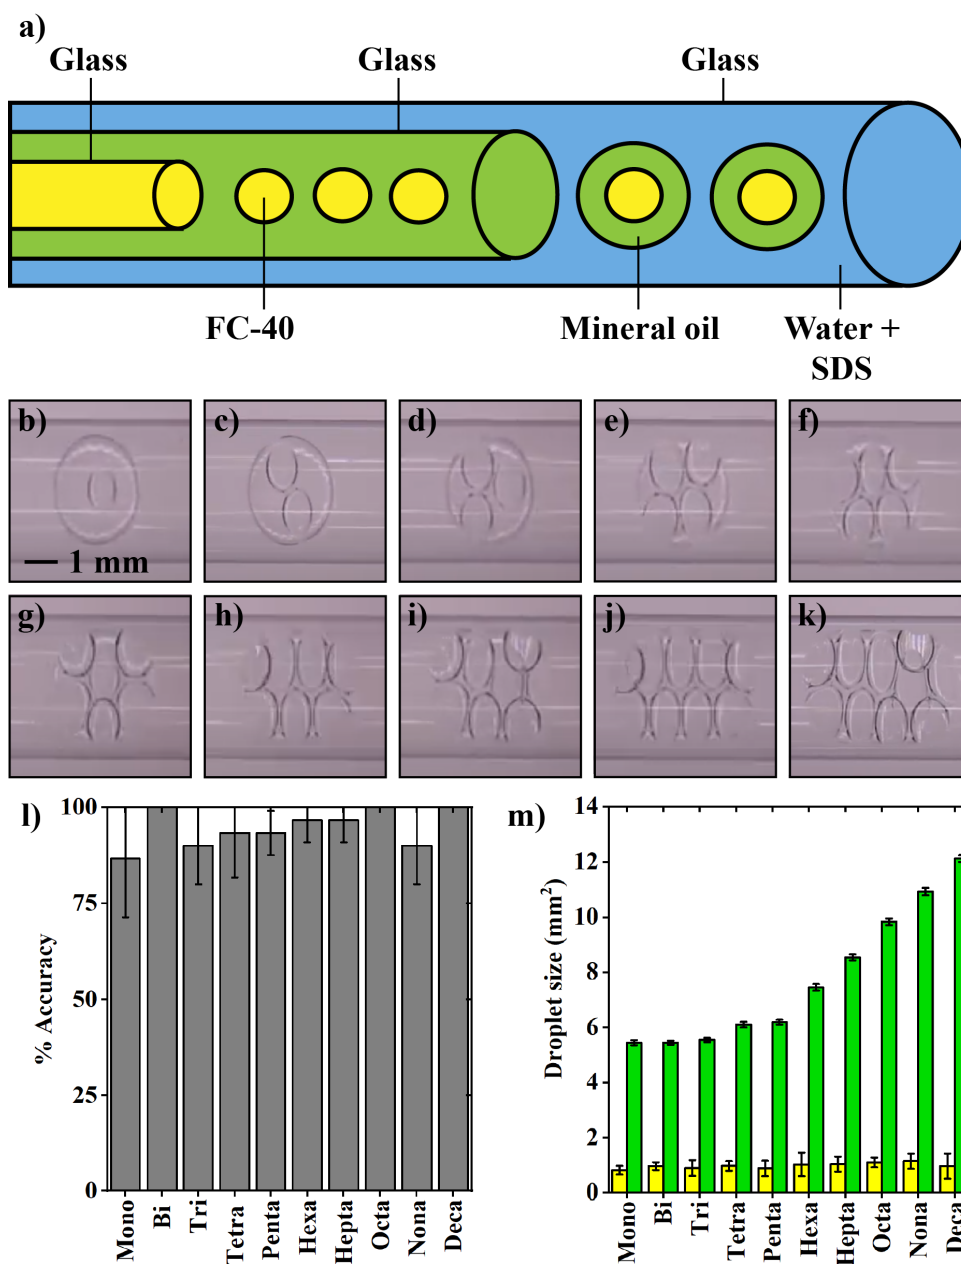 a)
Glass Glass Glass
FC-40 Mineral oil Water +
SDS
b) c) d) e) f)
1 mm
g) h) i) j) k)
l)
% Accuracy
100
75
50
25
0
Mono Bi Tri Tetra Penta Hexa Hepta Octa Nona Deca
m)
Droplet size (mm²)
14
12
10
8
6
4
2
0
Mono Bi Tri Tetra Penta Hexa Hepta Octa Nona Deca